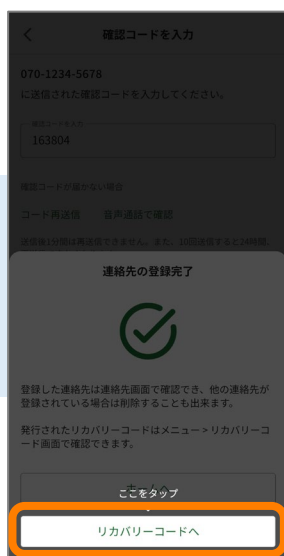 確認コードを入力
070-1234-5678
に送信された確認コードを入力してください。
確認コードを入力
163804
確認コードが届かない場合
コード再送信 音声通話で確認
送信後1分間は再送信できません。また、10回送信すると24時間、
連絡先の登録完了
登録した連絡先は連絡先画面で確認でき、他の連絡先が
登録されている場合は削除することも出来ます。
発行されたリカバリーコードはメニュー > リカバリーコ
ード画面で確認できます。
ホームへ
ここをタップ
リカバリーコードへ